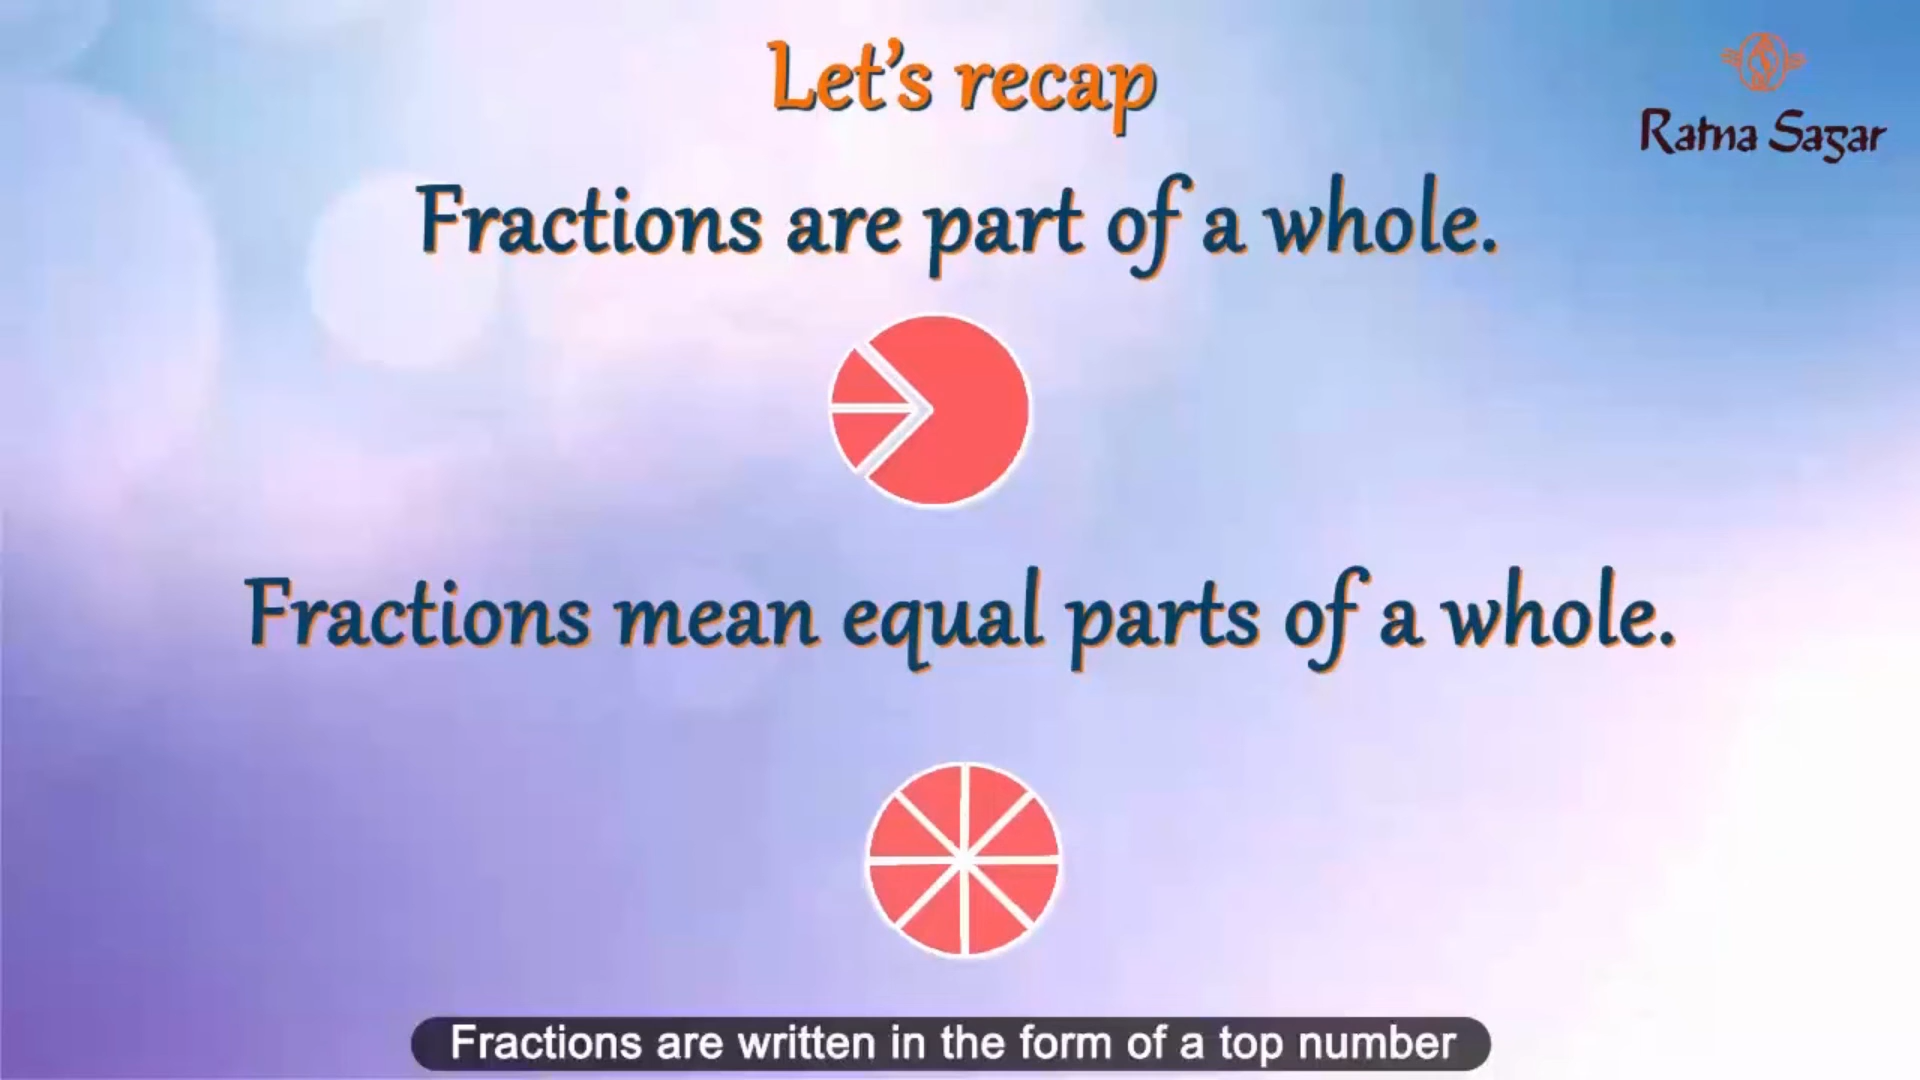 Let's recap
Ratna Sagar
Fractions are part of a whole.
Fractions mean equal parts of a whole.
Fractions are written in the form of a top number